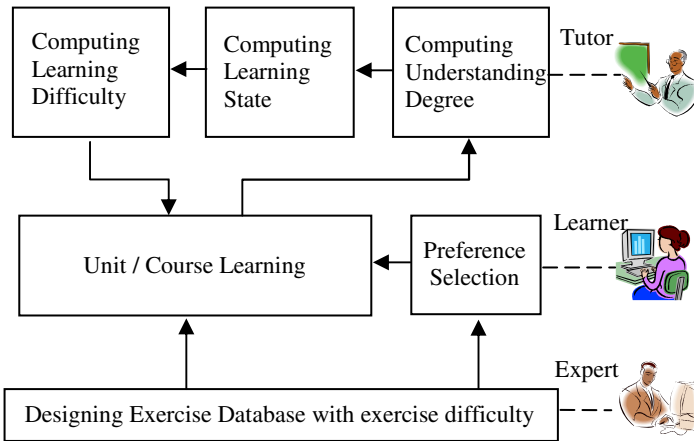 Computing
Learning
Difficulty
Computing
Learning
State
Computing
Understanding
Degree
Tutor
Unit / Course Learning
Preference
Selection
Learner
Designing Exercise Database with exercise difficulty
Expert